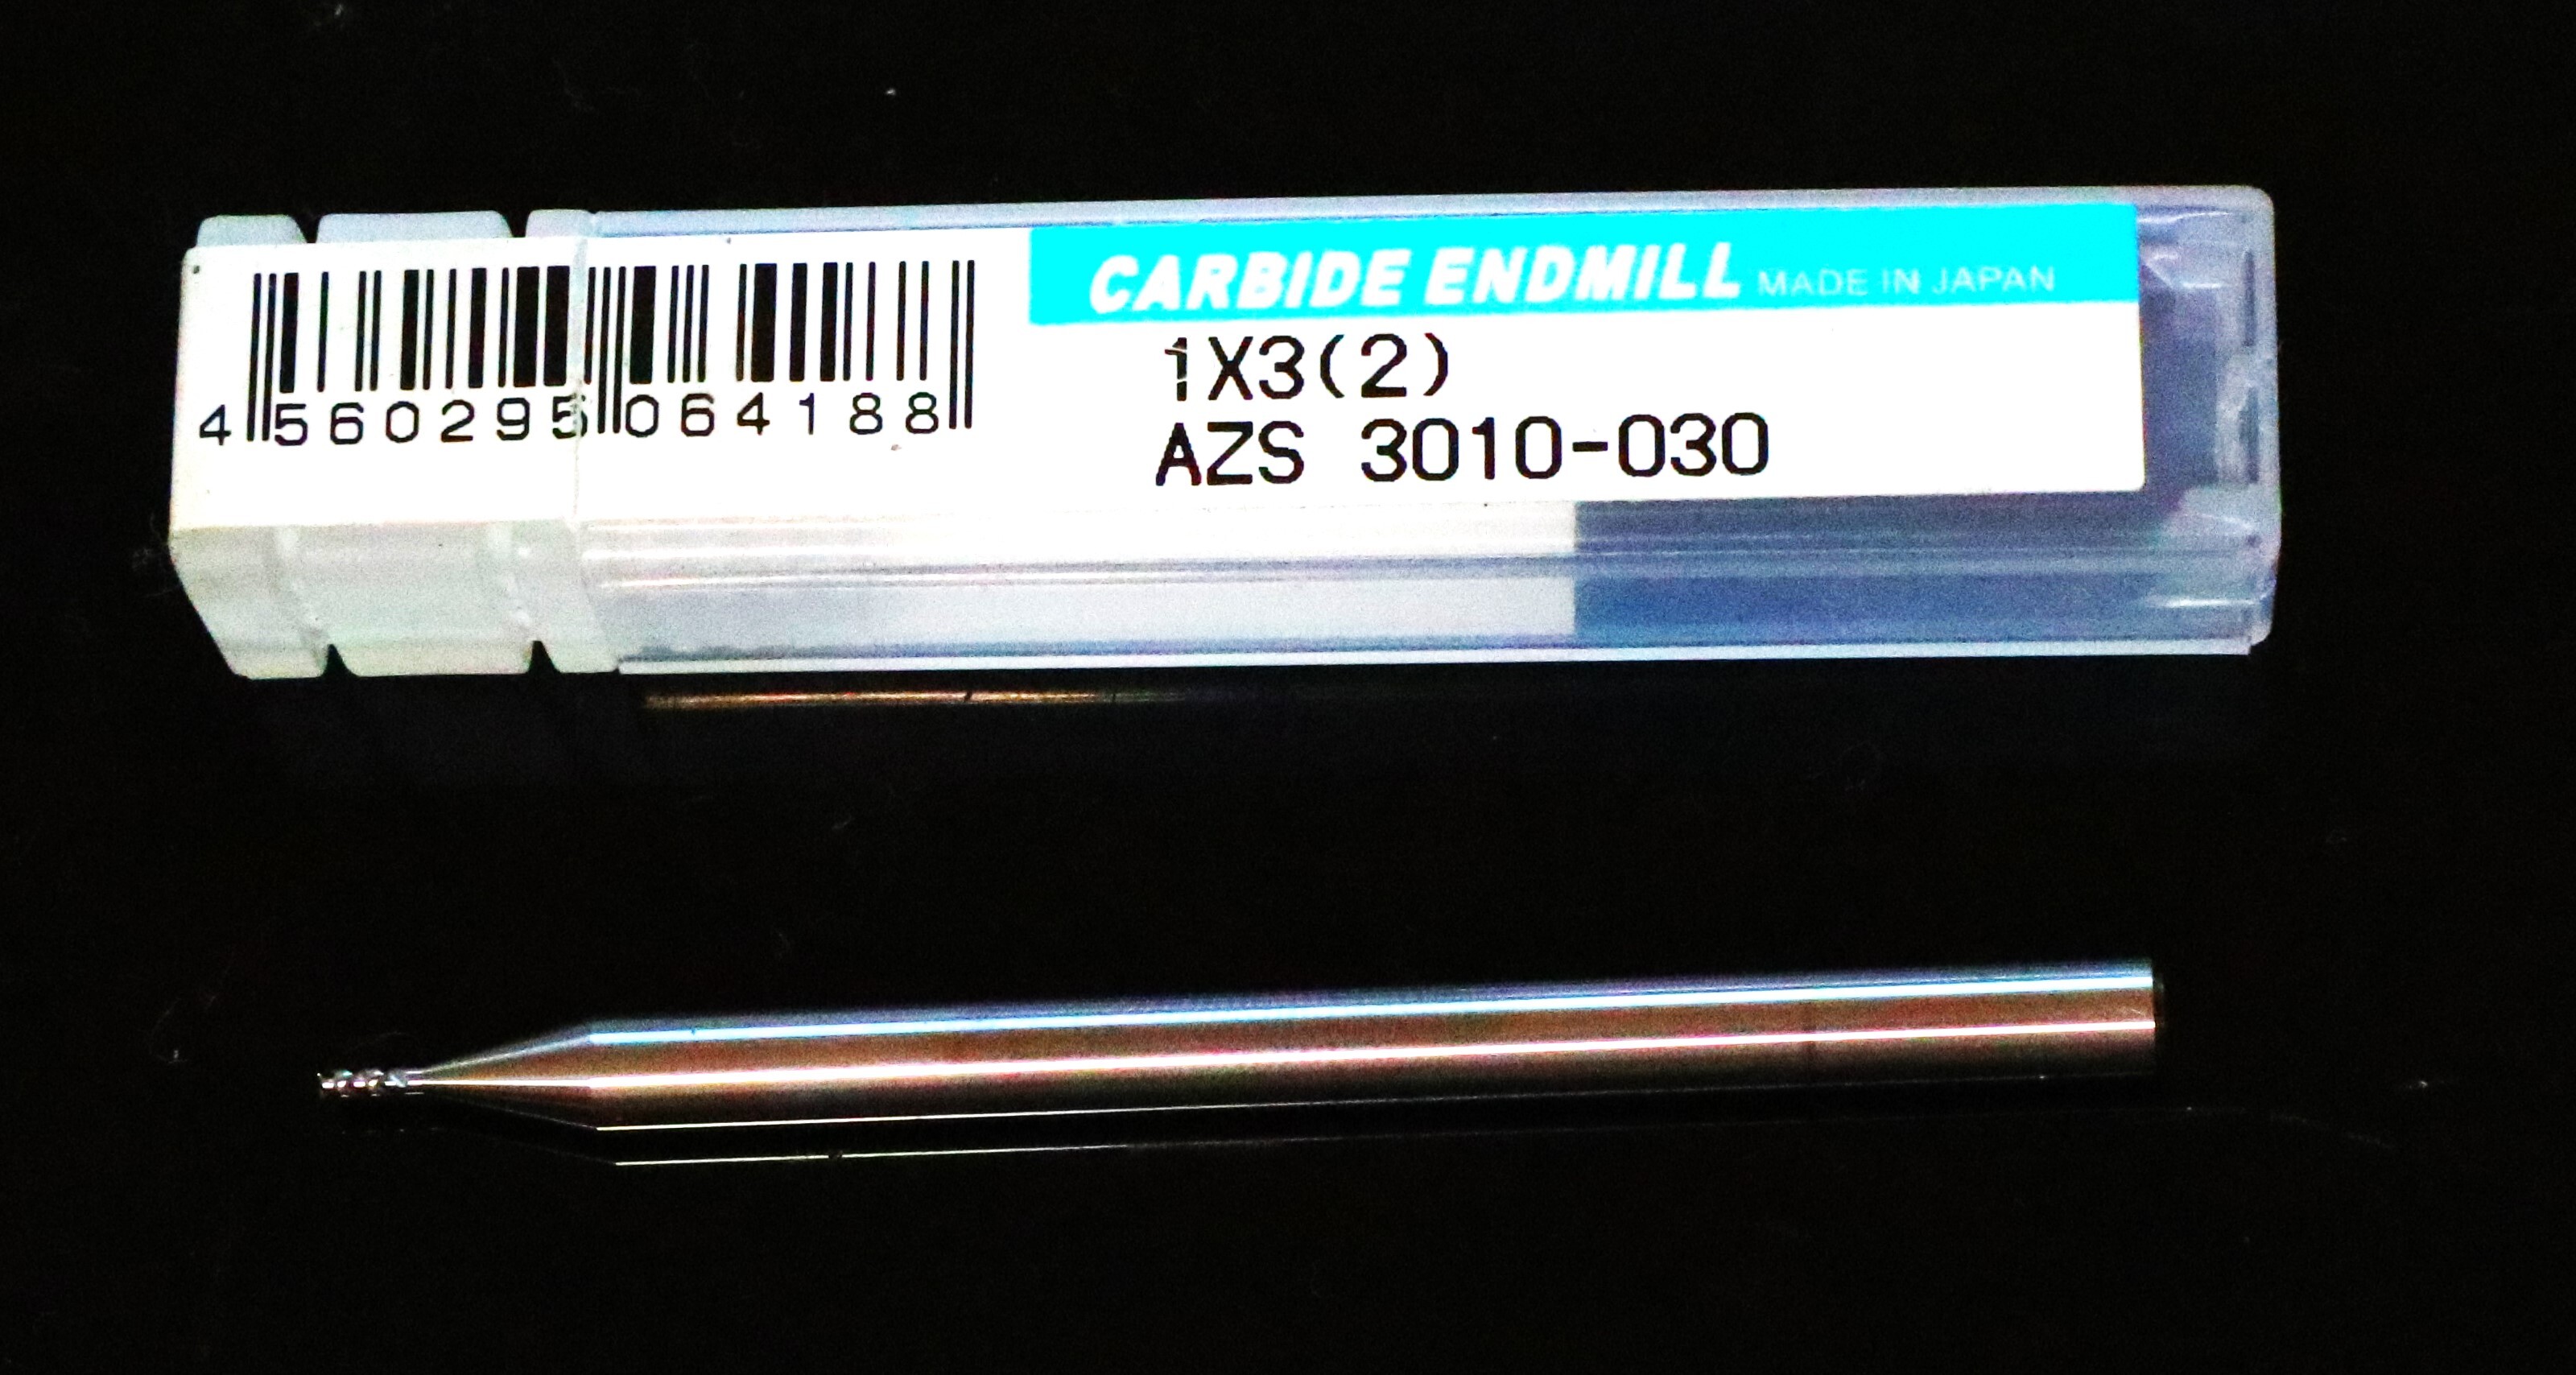 CARBIDE ENDMILL MADE IN JAPAN
1X3(2)
AZS 3010-030
4 560295 064188